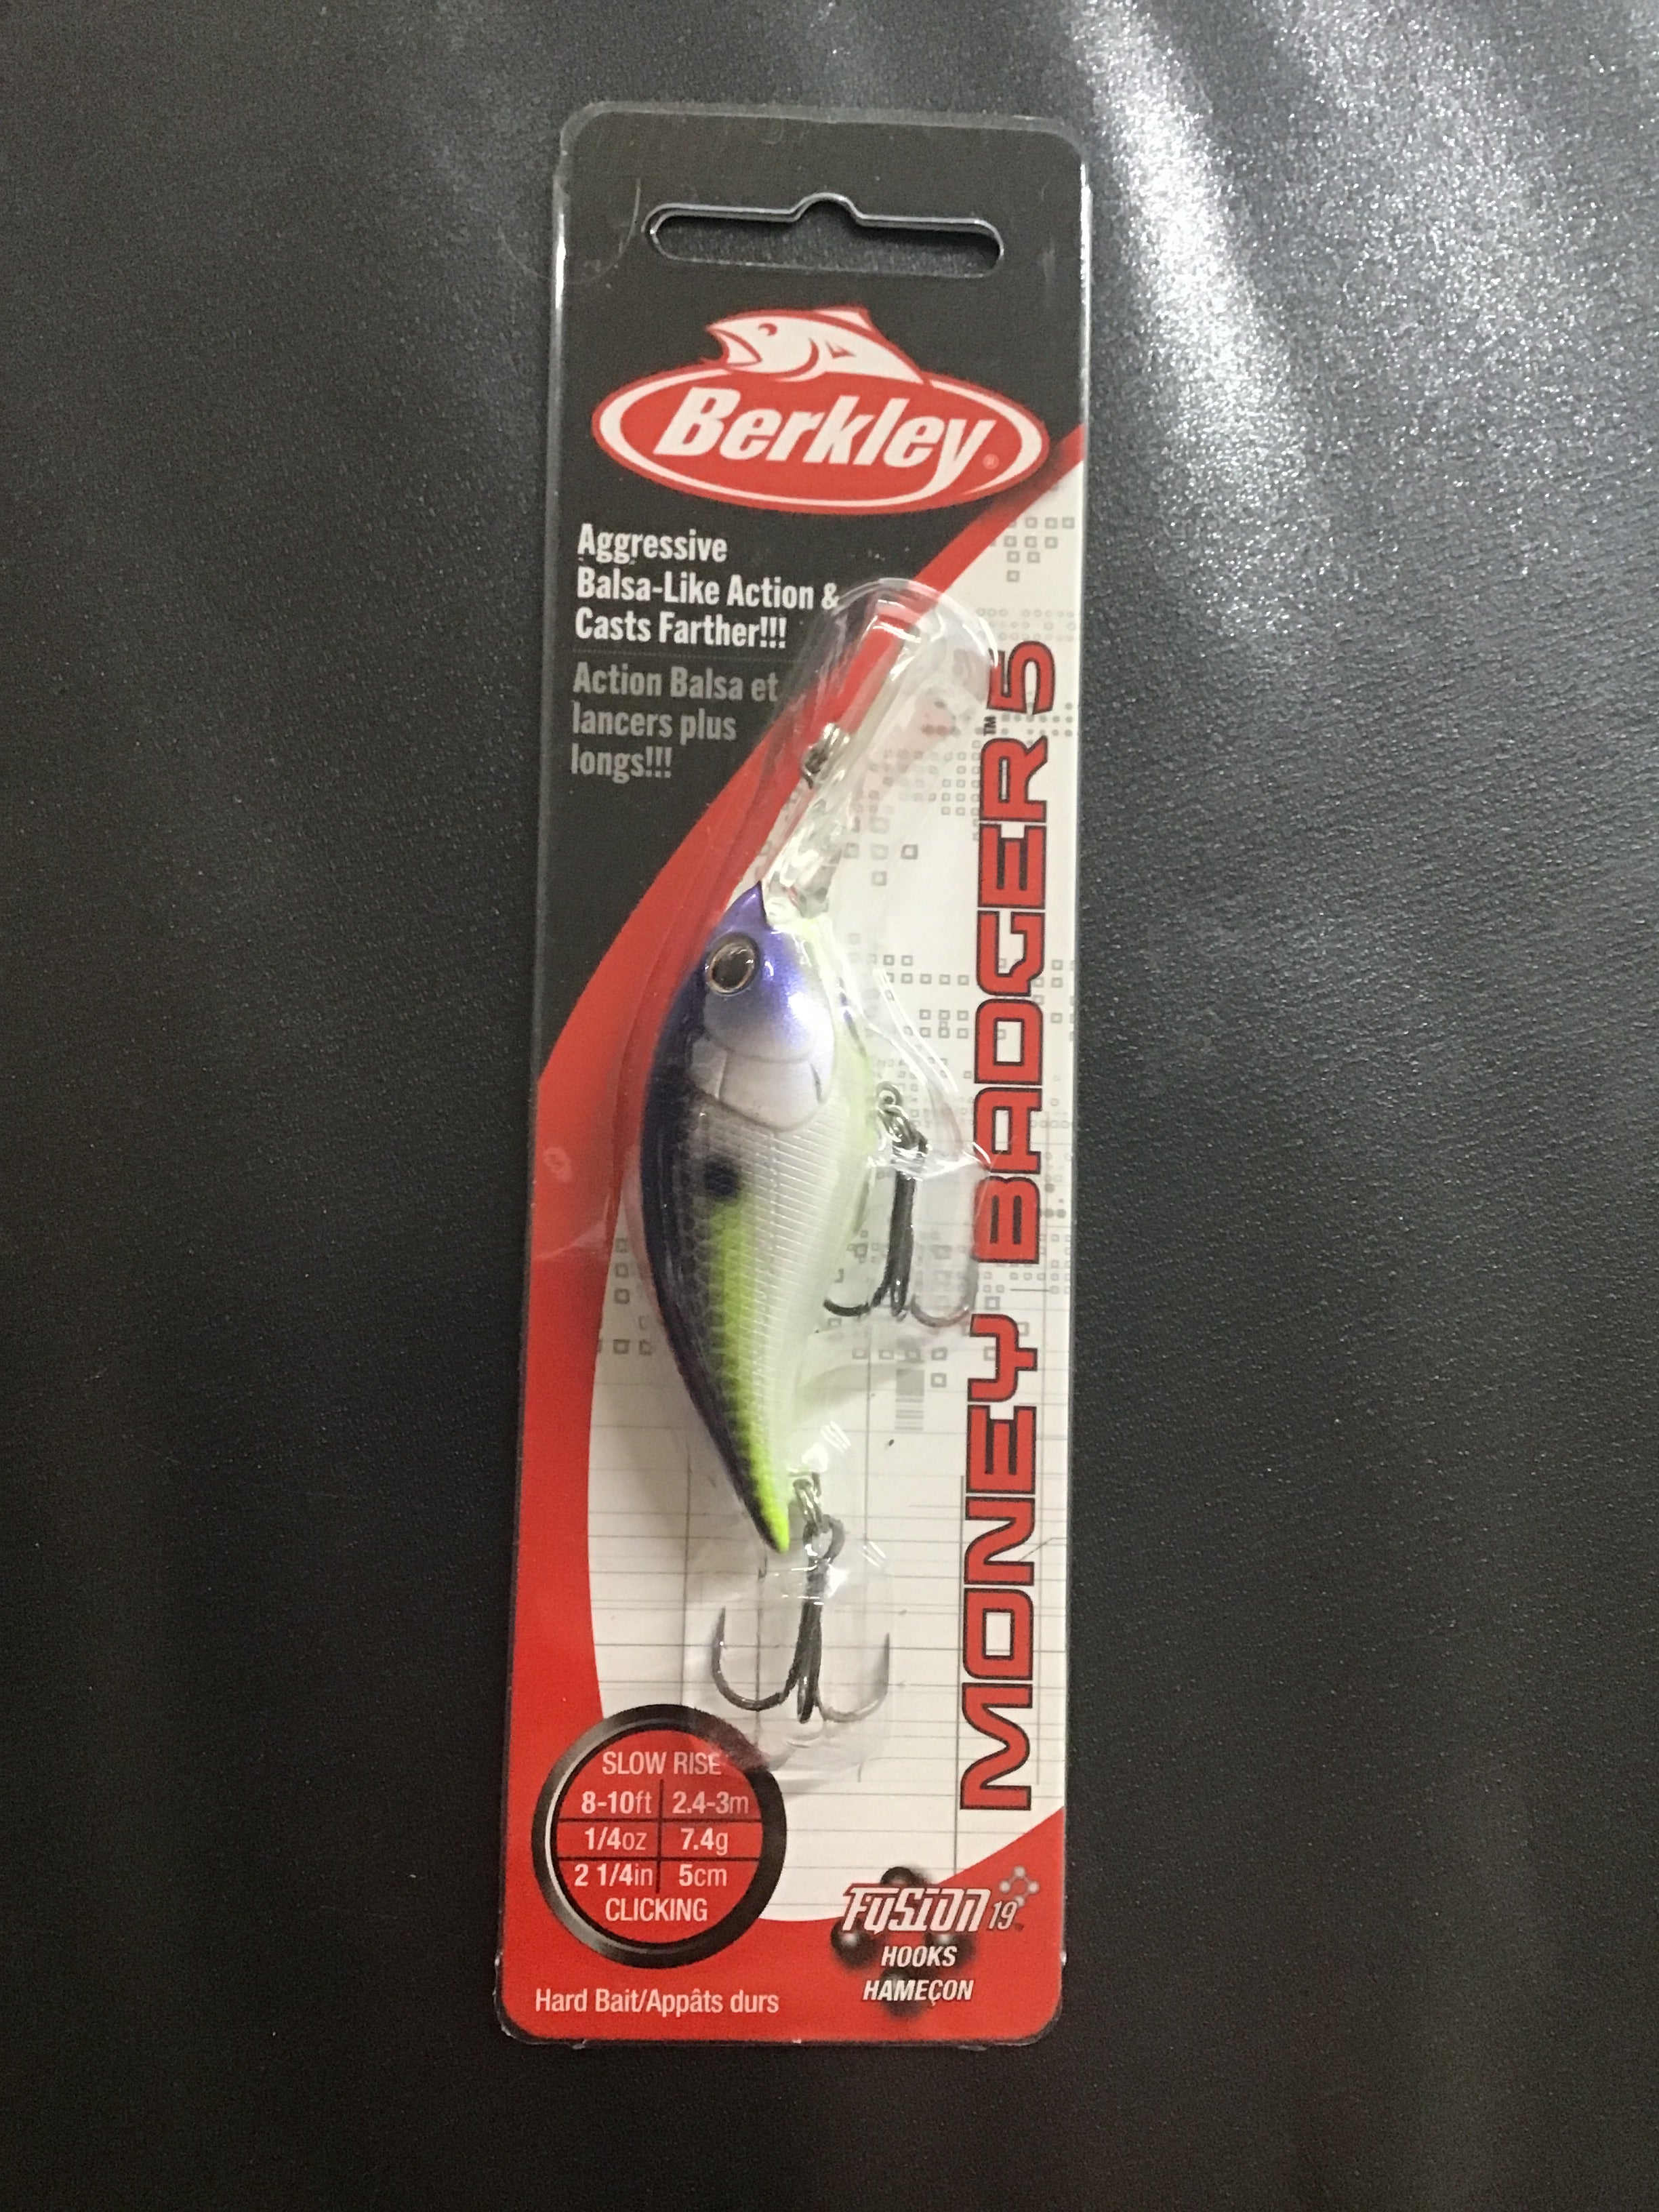 Berkley®
Aggressive
Balsa-Like Action &
Casts Farther!!!
Action Balsa et
lancers plus
longs!!!
MONEY BADGER™ 5
SLOW RISE
8-10ft 2.4-3m
1/4oz 7.4g
2 1/4in 5cm
CLICKING
FUSION 19™
HOOKS
HAMEÇON
Hard Bait/Appâts durs